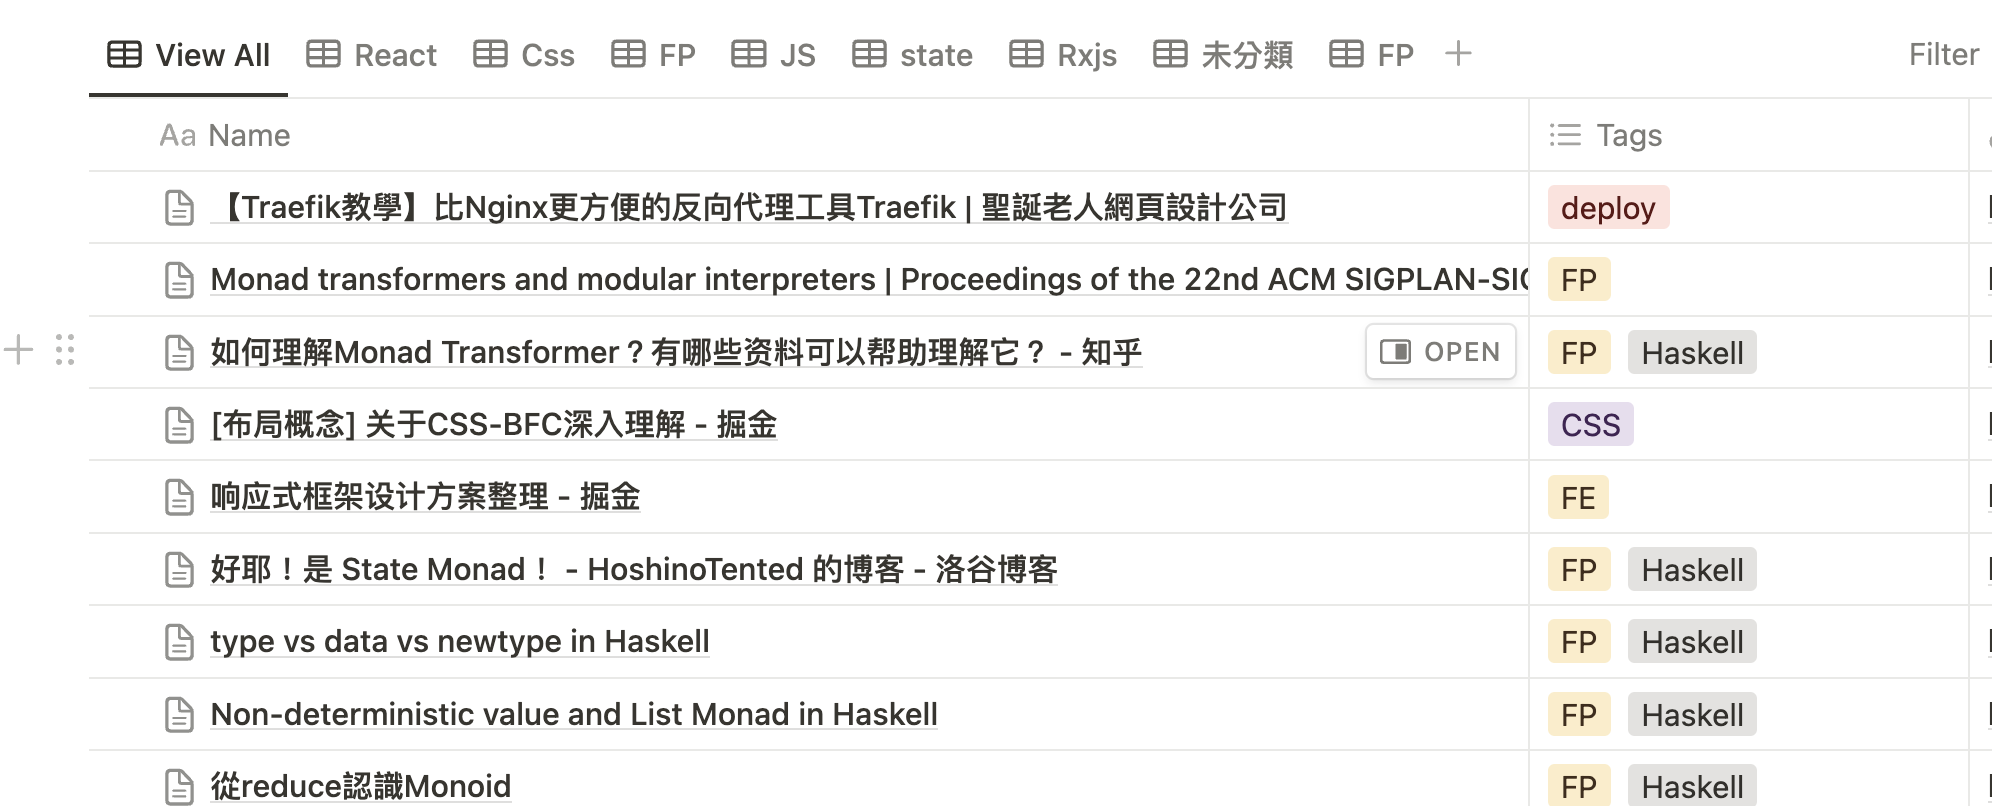 View All React Css FP JS state Rxjs 未分類 FP Filter
Aa Name Tags
【Traefik教學】比Nginx更方便的反向代理工具Traefik | 聖誕老人網頁設計公司 deploy
Monad transformers and modular interpreters | Proceedings of the 22nd ACM SIGPLAN-SIG FP
如何理解Monad Transformer？有哪些资料可以帮助理解它？ - 知乎 OPEN FP Haskell
[布局概念] 关于CSS-BFC深入理解 - 掘金 CSS
响应式框架设计方案整理 - 掘金 FE
好耶！是 State Monad！ - HoshinoTented 的博客 - 洛谷博客 FP Haskell
type vs data vs newtype in Haskell FP Haskell
Non-deterministic value and List Monad in Haskell FP Haskell
從reduce認識Monoid FP Haskell